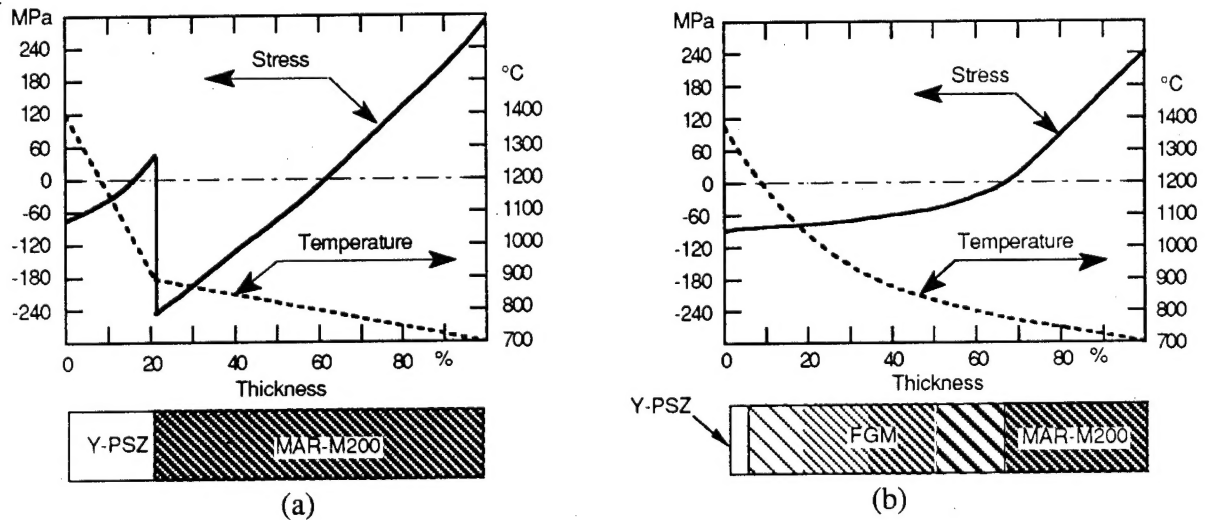 MPa
240
180
120
60
0
-60
-120
-180
-240
Stress
Temperature
°C
1400
1300
1200
1100
1000
900
800
700
0 20 40 60 80 %
Thickness
Y-PSZ MAR-M200
(a)
MPa
240
180
120
60
0
-60
-120
-180
-240
Stress
Temperature
°C
1400
1300
1200
1100
1000
900
800
700
0 20 40 60 80 %
Thickness
Y-PSZ
FGM MAR-M200
(b)